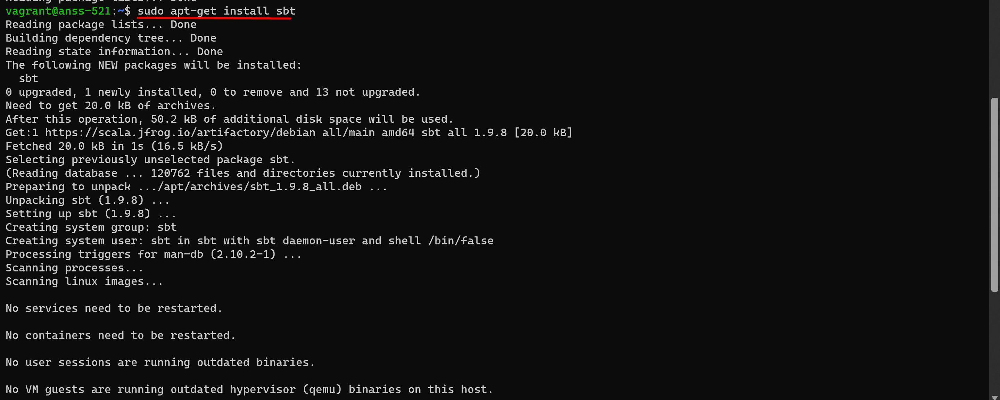 Reading package lists... Done
vagrant@anss-521:~$ sudo apt-get install sbt
Reading package lists... Done
Building dependency tree... Done
Reading state information... Done
The following NEW packages will be installed:
  sbt
0 upgraded, 1 newly installed, 0 to remove and 13 not upgraded.
Need to get 20.0 kB of archives.
After this operation, 50.2 kB of additional disk space will be used.
Get:1 https://scala.jfrog.io/artifactory/debian all/main amd64 sbt all 1.9.8 [20.0 kB]
Fetched 20.0 kB in 1s (16.5 kB/s)
Selecting previously unselected package sbt.
(Reading database ... 120762 files and directories currently installed.)
Preparing to unpack .../apt/archives/sbt_1.9.8_all.deb ...
Unpacking sbt (1.9.8) ...
Setting up sbt (1.9.8) ...
Creating system group: sbt
Creating system user: sbt in sbt with sbt daemon-user and shell /bin/false
Processing triggers for man-db (2.10.2-1) ...
Scanning processes...
Scanning linux images...
No services need to be restarted.
No containers need to be restarted.
No user sessions are running outdated binaries.
No VM guests are running outdated hypervisor (qemu) binaries on this host.